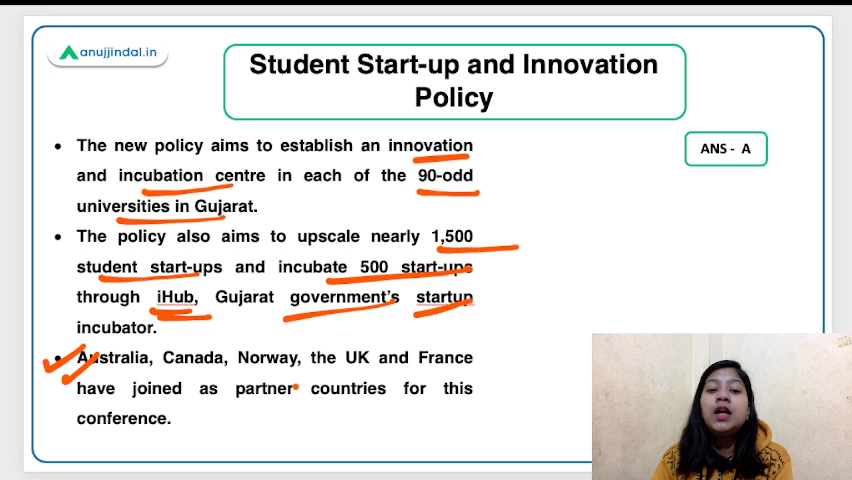 anujjindal.in
Student Start-up and Innovation
Policy
ANS - A
• The new policy aims to establish an innovation
and incubation centre in each of the 90-odd
universities in Gujarat.
• The policy also aims to upscale nearly 1,500
student start-ups and incubate 500 start-ups
through iHub, Gujarat government's startup
incubator.
• Australia, Canada, Norway, the UK and France
have joined as partner countries for this
conference.